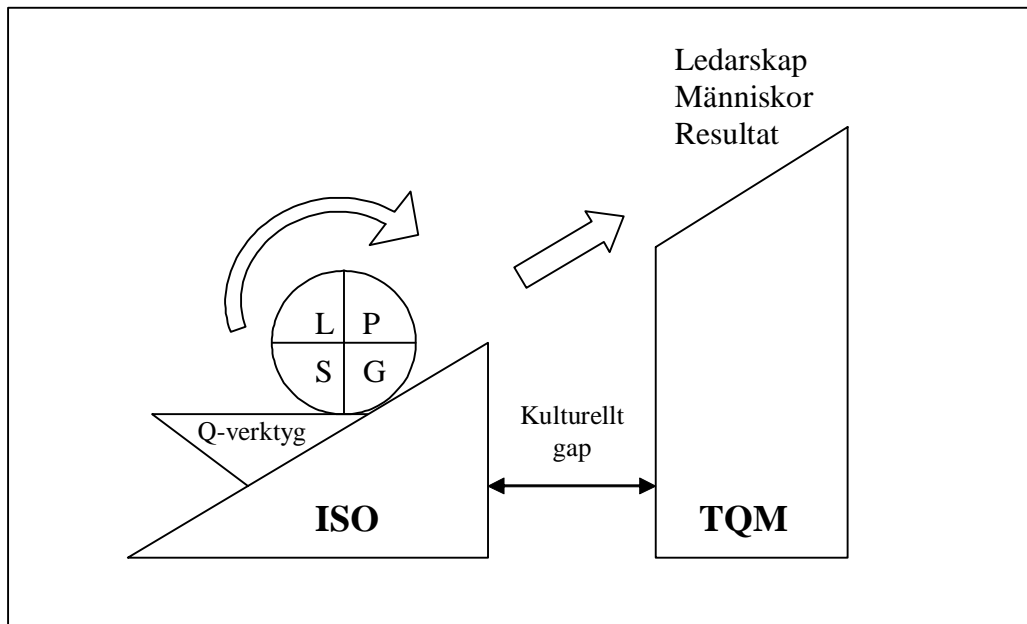 Ledarskap
Människor
Resultat
L P
S G
Q-verktyg
Kulturellt
gap
ISO
TQM